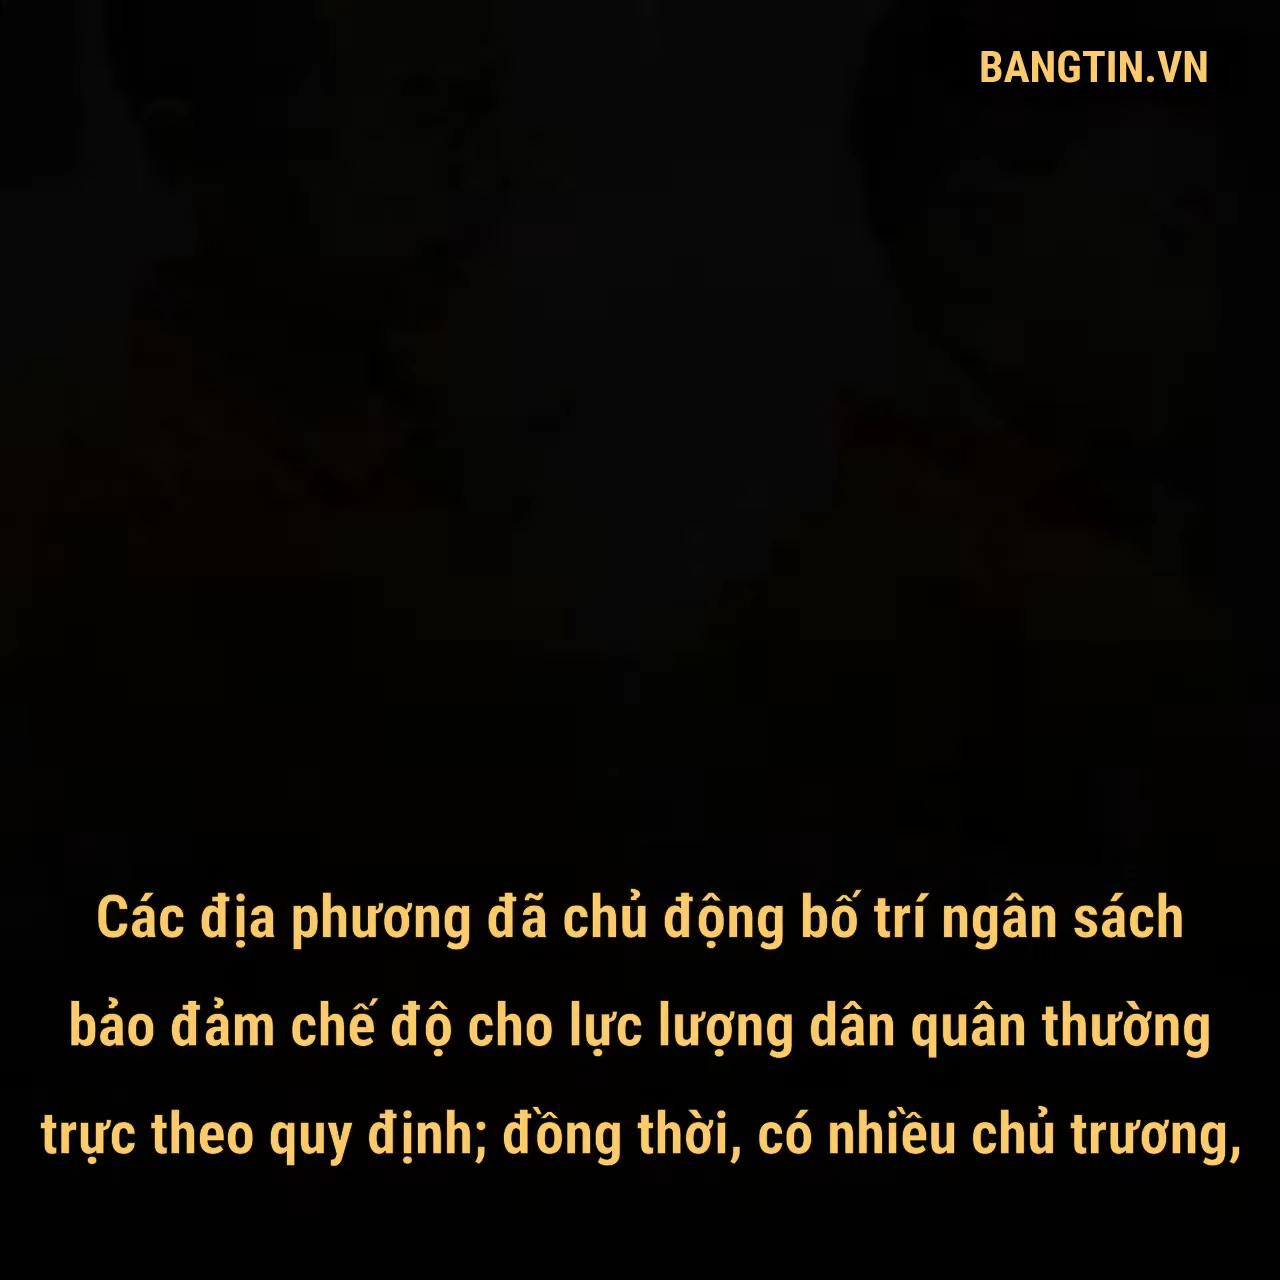 BANGTIN.VN
Các địa phương đã chủ động bố trí ngân sách
bảo đảm chế độ cho lực lượng dân quân thường
trực theo quy định; đồng thời, có nhiều chủ trương,